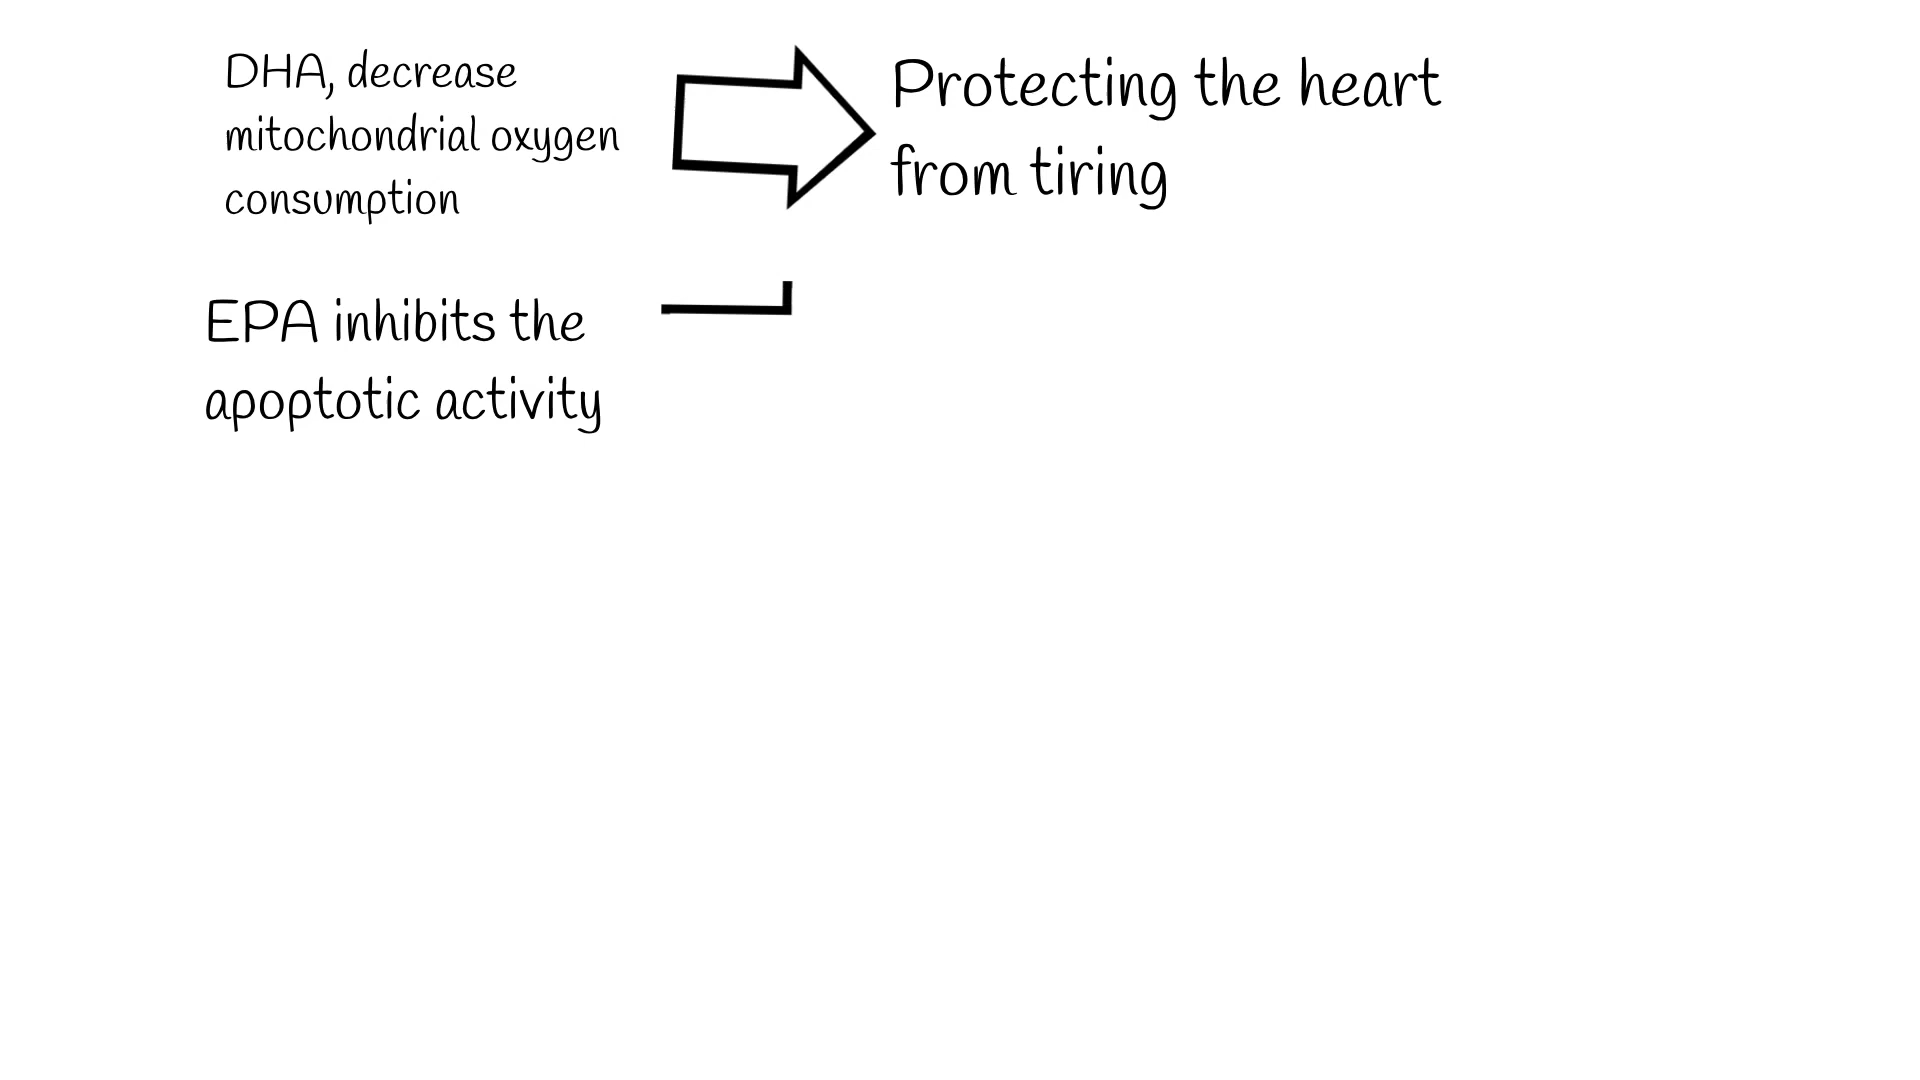 DHA, decrease
mitochondrial oxygen
consumption
Protecting the heart
from tiring
EPA inhibits the
apoptotic activity